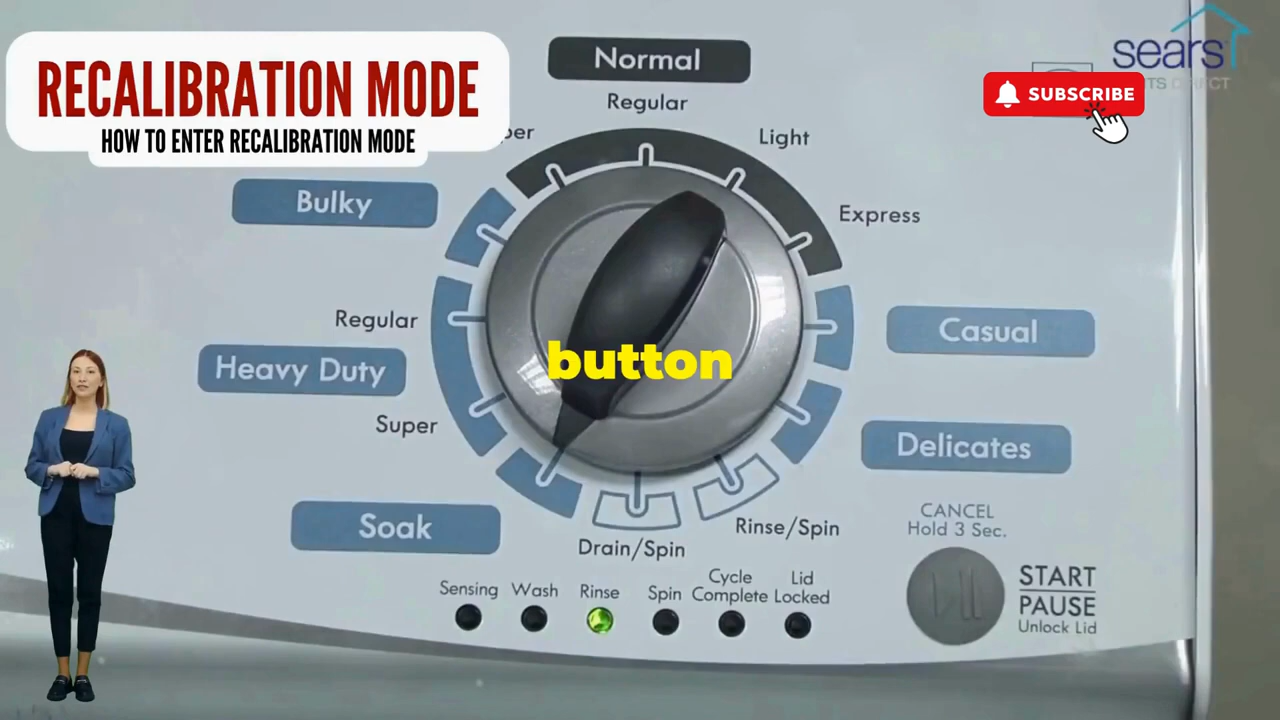 RECALIBRATION MODE
HOW TO ENTER RECALIBRATION MODE
sears
DIRECT
SUBSCRIBE
Normal
Regular
Light
Express
Bulky
Regular
Heavy Duty
Super
Casual
Delicates
button
Soak
Drain/Spin
Rinse/Spin
CANCEL
Hold 3 Sec.
Sensing
Wash
Rinse
Spin
Cycle
Complete
Lid
Locked
START
PAUSE
Unlock Lid